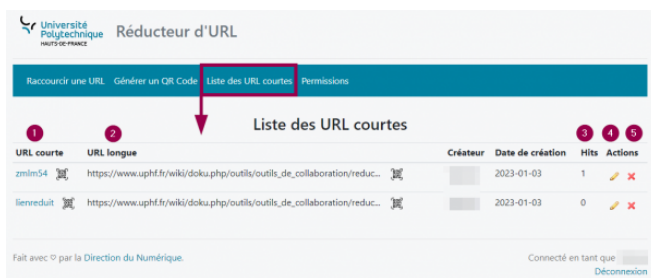 Université
Polytechnique
HAUTS-DE-FRANCE
Réducteur d'URL
Raccourcir une URL Générer un QR Code Liste des URL courtes Permissions
Liste des URL courtes
1 2 3 4 5
URL courte URL longue Créateur Date de création Hits Actions
zmlm54 https://www.uphf.fr/wiki/doku.php/outils/outils_de_collaboration/reduc... 2023-01-03 1
lienreduit https://www.uphf.fr/wiki/doku.php/outils/outils_de_collaboration/reduc... 2023-01-03 0
Fait avec ♡ par la Direction du Numérique. Connecté en tant que
Déconnexion